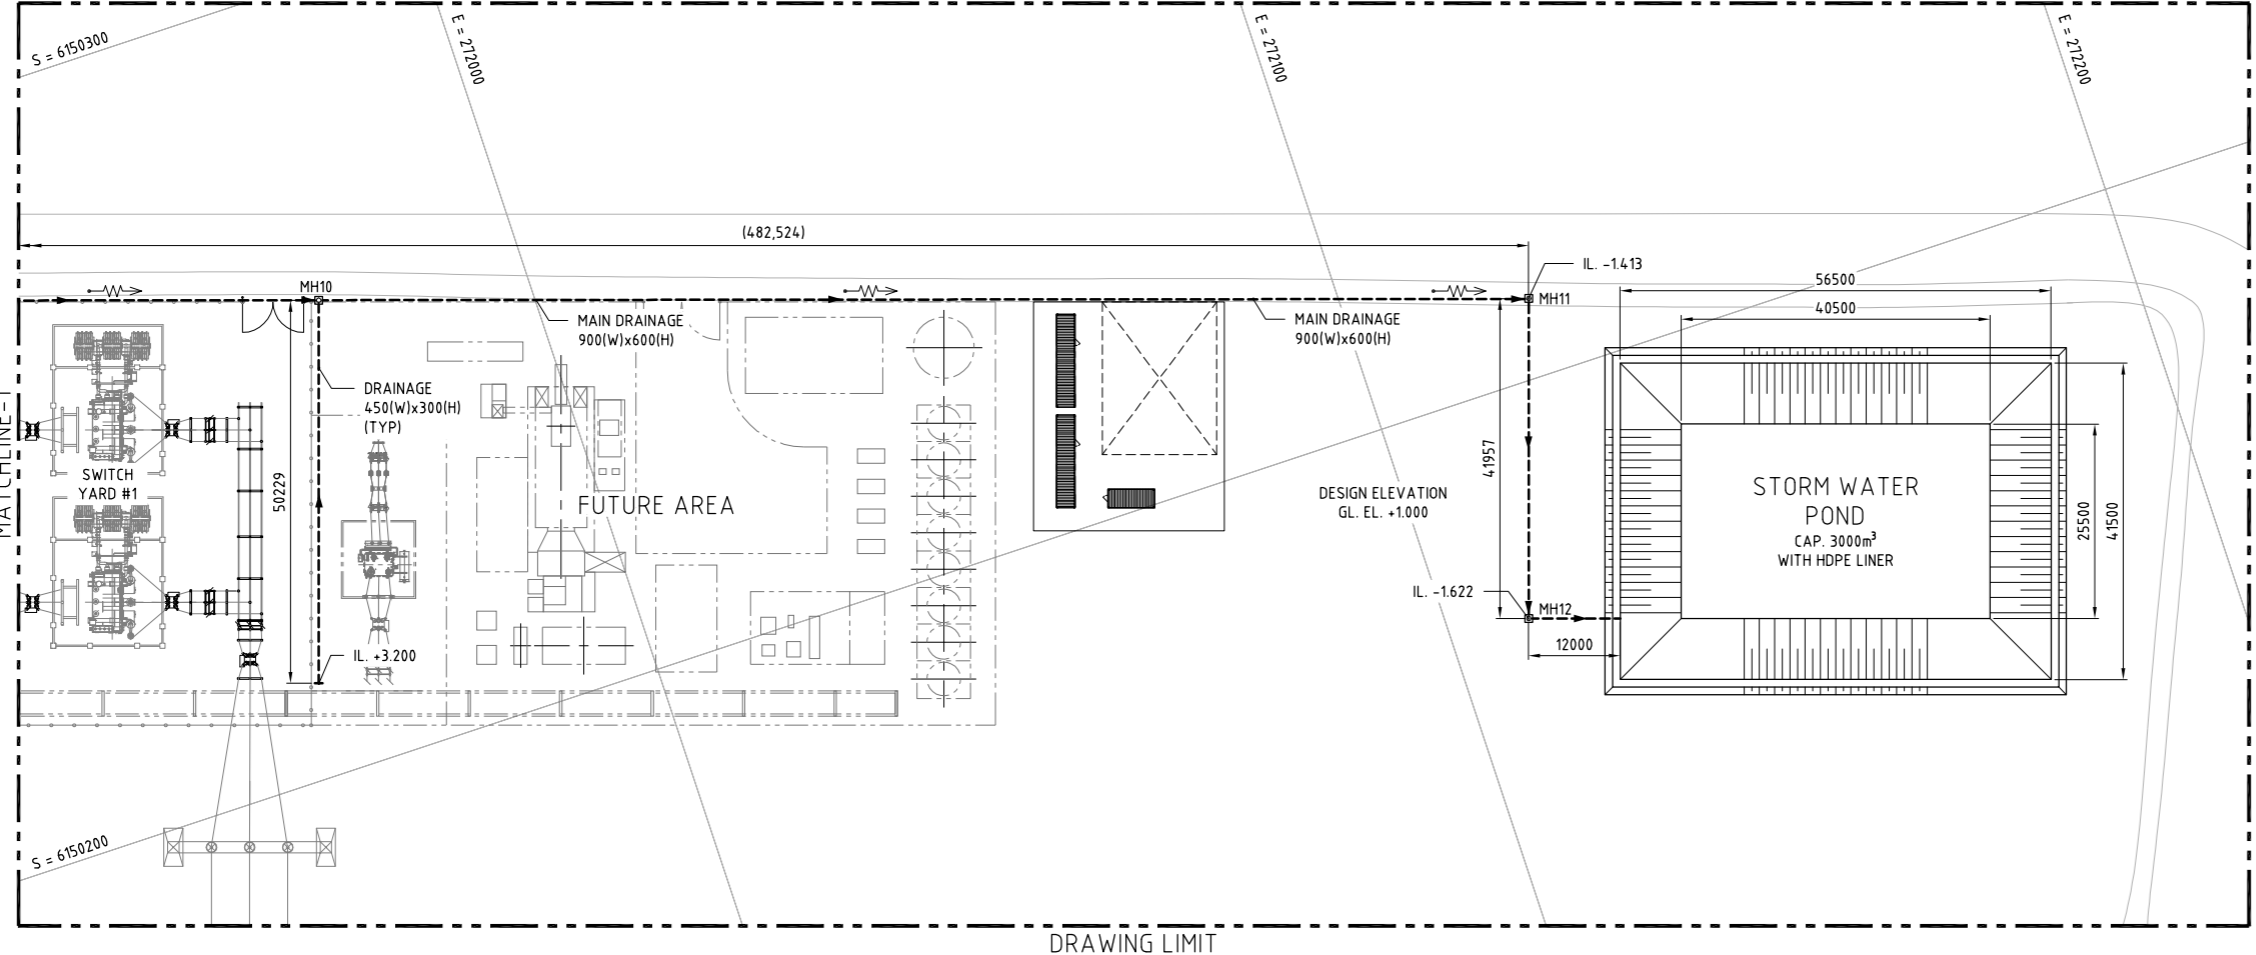 S = 6150300
E = 272000
E = 272100
E = 272200
(482,524)
IL. -1.413
56500
MH10
MH11
40500
MAIN DRAINAGE
900(W)x600(H)
MAIN DRAINAGE
900(W)x600(H)
DRAINAGE
450(W)x300(H)
(TYP)
MATCHLINE-1
SWITCH
YARD #1
50229
FUTURE AREA
41957
DESIGN ELEVATION
GL. EL. +1.000
STORM WATER
POND
CAP. 3000m³
WITH HDPE LINER
25500
41500
IL. -1.622
MH12
12000
IL. +3.200
S = 6150200
DRAWING LIMIT